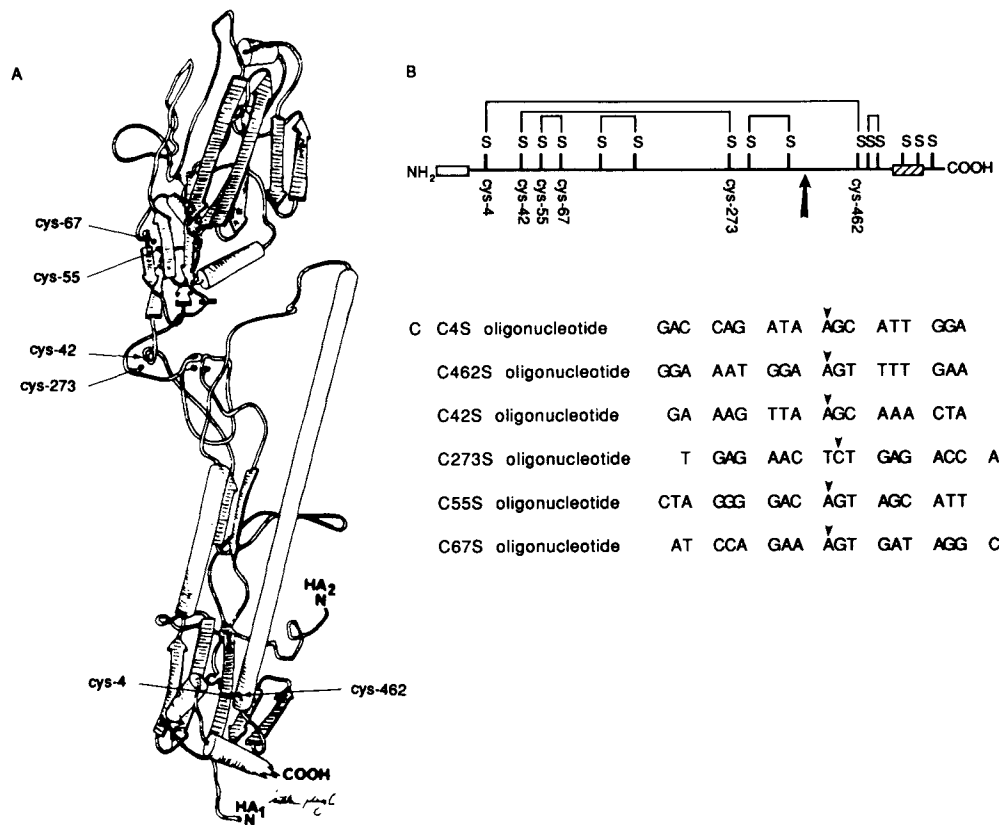 A
cys-67
cys-55
cys-42
cys-273
cys-4
cys-462
HA2
N
COOH
HA1
N
B
S S S S S S S S S S SS S S S
NH2 COOH
cys-4 cys-42 cys-55 cys-67 cys-273 cys-462
C C4S oligonucleotide GAC CAG ATA AGC ATT GGA
C462S oligonucleotide GGA AAT GGA AGT TTT GAA
C42S oligonucleotide GA AAG TTA AGC AAA CTA
C273S oligonucleotide T GAG AAC TCT GAG ACC A
C55S oligonucleotide CTA GGG GAC AGT AGC ATT
C67S oligonucleotide AT CCA GAA AGT GAT AGG C